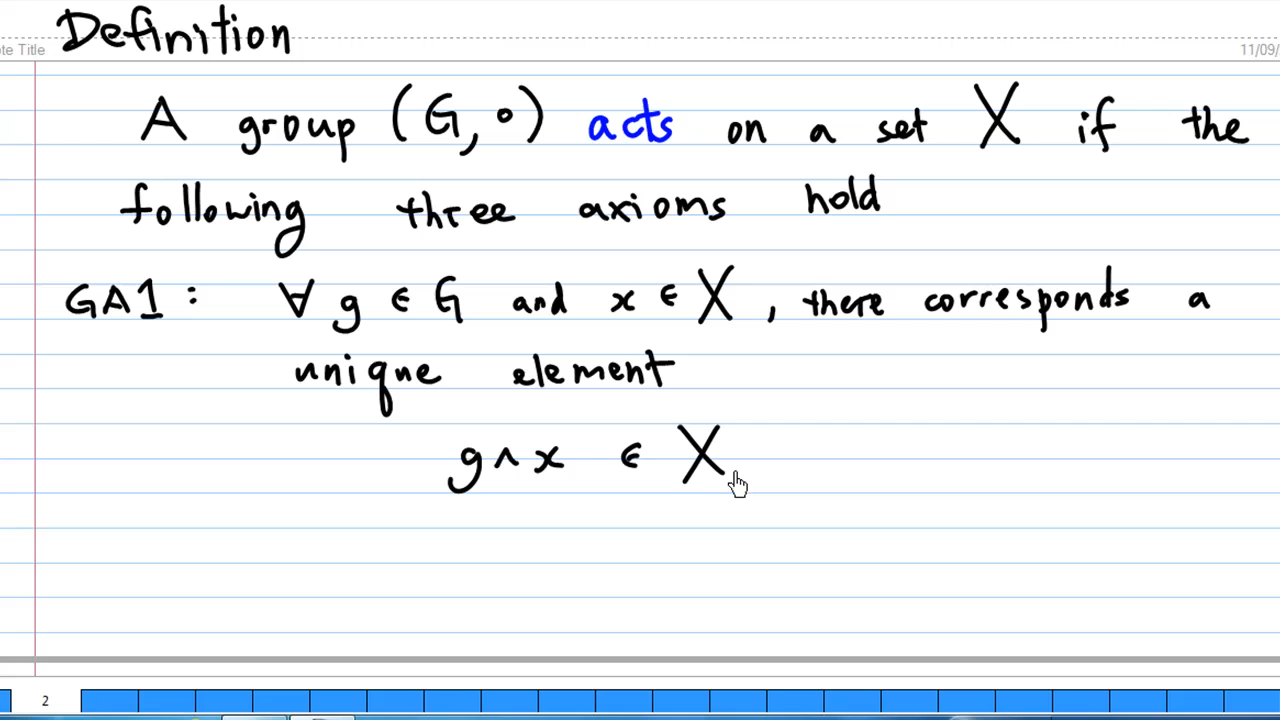 Definition
ote Title
11/09/
A group (G, ∘) acts on a set X if the
following three axioms hold
GA1 : ∀ g ∈ G and x ∈ X , there corresponds a
unique element
g ∧ x ∈ X
2